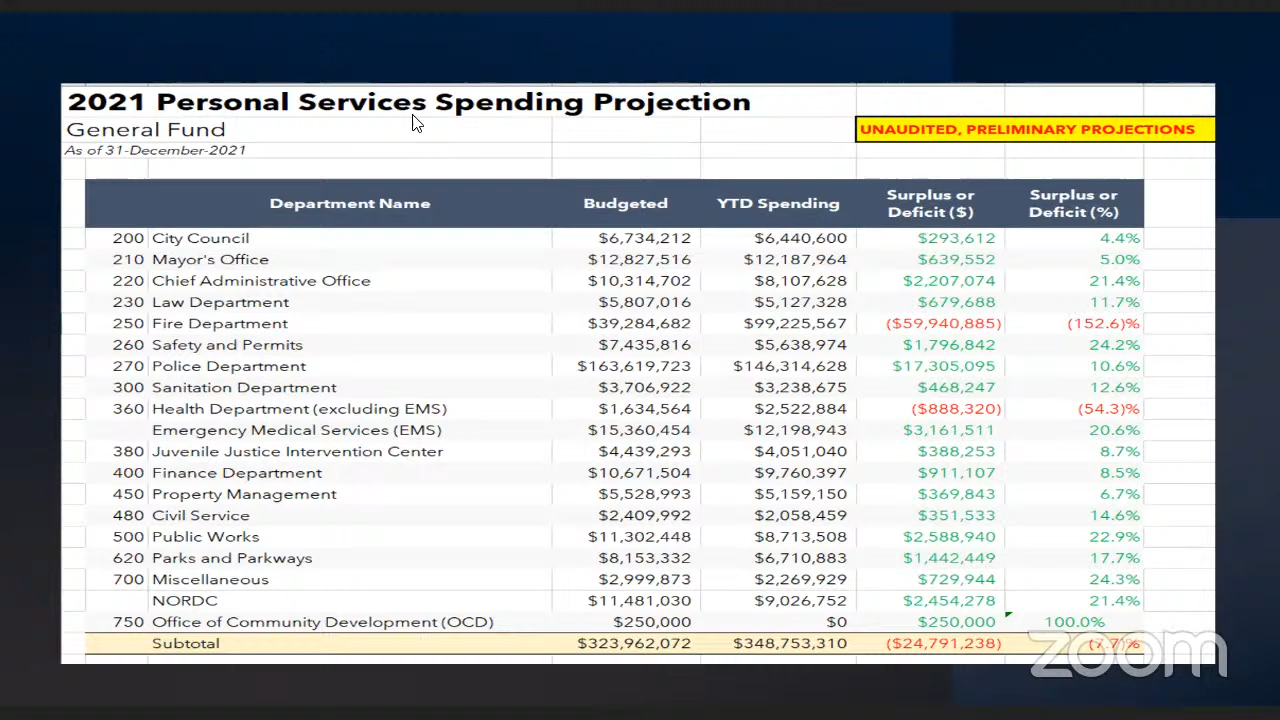 2021 Personal Services Spending Projection
General Fund
UNAUDITED, PRELIMINARY PROJECTIONS
As of 31-December-2021
Department Name Budgeted YTD Spending Surplus or Deficit ($) Surplus or Deficit (%)
200 City Council $6,734,212 $6,440,600 $293,612 4.4%
210 Mayor's Office $12,827,516 $12,187,964 $639,552 5.0%
220 Chief Administrative Office $10,314,702 $8,107,628 $2,207,074 21.4%
230 Law Department $5,807,016 $5,127,328 $679,688 11.7%
250 Fire Department $39,284,682 $99,225,567 ($59,940,885) (152.6)%
260 Safety and Permits $7,435,816 $5,638,974 $1,796,842 24.2%
270 Police Department $163,619,723 $146,314,628 $17,305,095 10.6%
300 Sanitation Department $3,706,922 $3,238,675 $468,247 12.6%
360 Health Department (excluding EMS) $1,634,564 $2,522,884 ($888,320) (54.3)%
Emergency Medical Services (EMS) $15,360,454 $12,198,943 $3,161,511 20.6%
380 Juvenile Justice Intervention Center $4,439,293 $4,051,040 $388,253 8.7%
400 Finance Department $10,671,504 $9,760,397 $911,107 8.5%
450 Property Management $5,528,993 $5,159,150 $369,843 6.7%
480 Civil Service $2,409,992 $2,058,459 $351,533 14.6%
500 Public Works $11,302,448 $8,713,508 $2,588,940 22.9%
620 Parks and Parkways $8,153,332 $6,710,883 $1,442,449 17.7%
700 Miscellaneous $2,999,873 $2,269,929 $729,944 24.3%
NORDC $11,481,030 $9,026,752 $2,454,278 21.4%
750 Office of Community Development (OCD) $250,000 $0 $250,000 100.0%
Subtotal $323,962,072 $348,753,310 ($24,791,238) (7.7)%
zoom